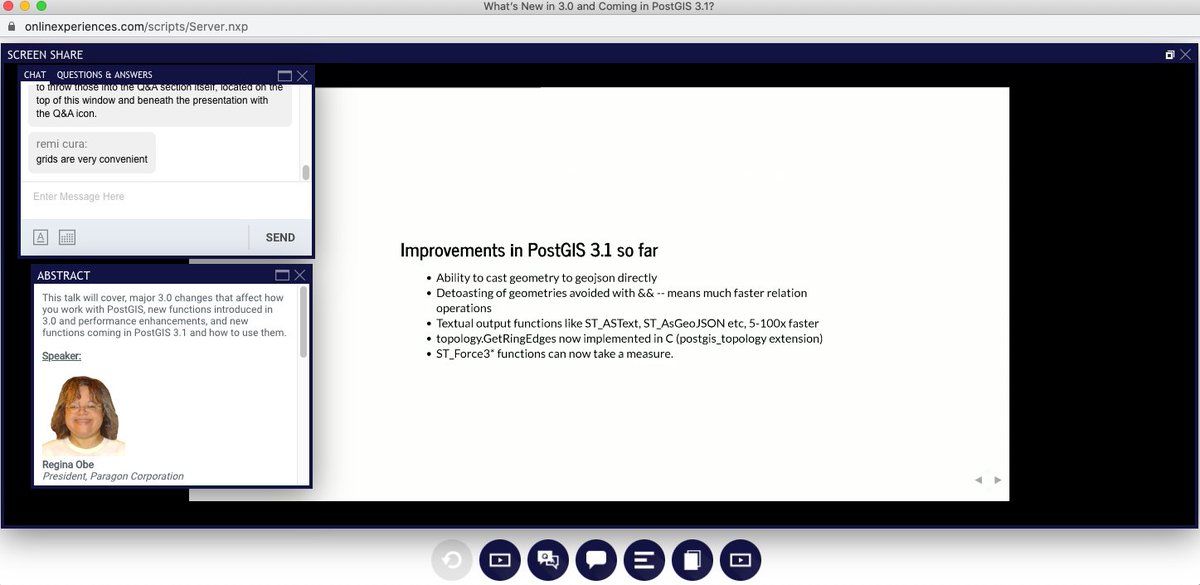 What's New in 3.0 and Coming in PostGIS 3.1?
onlinexperiences.com/scripts/Server.nxp
SCREEN SHARE
CHAT QUESTIONS & ANSWERS
to throw those into the Q&A section itself, located on the
top of this window and beneath the presentation with
the Q&A icon.
remi cura:
grids are very convenient
Enter Message Here
A
SEND
ABSTRACT
This talk will cover, major 3.0 changes that affect how
you work with PostGIS, new functions introduced in
3.0 and performance enhancements, and new
functions coming in PostGIS 3.1 and how to use them.
Speaker:
Regina Obe
President, Paragon Corporation
Improvements in PostGIS 3.1 so far
• Ability to cast geometry to geojson directly
• Detoasting of geometries avoided with && -- means much faster relation
operations
• Textual output functions like ST_ASText, ST_AsGeoJSON etc, 5-100x faster
• topology.GetRingEdges now implemented in C (postgis_topology extension)
• ST_Force3* functions can now take a measure.